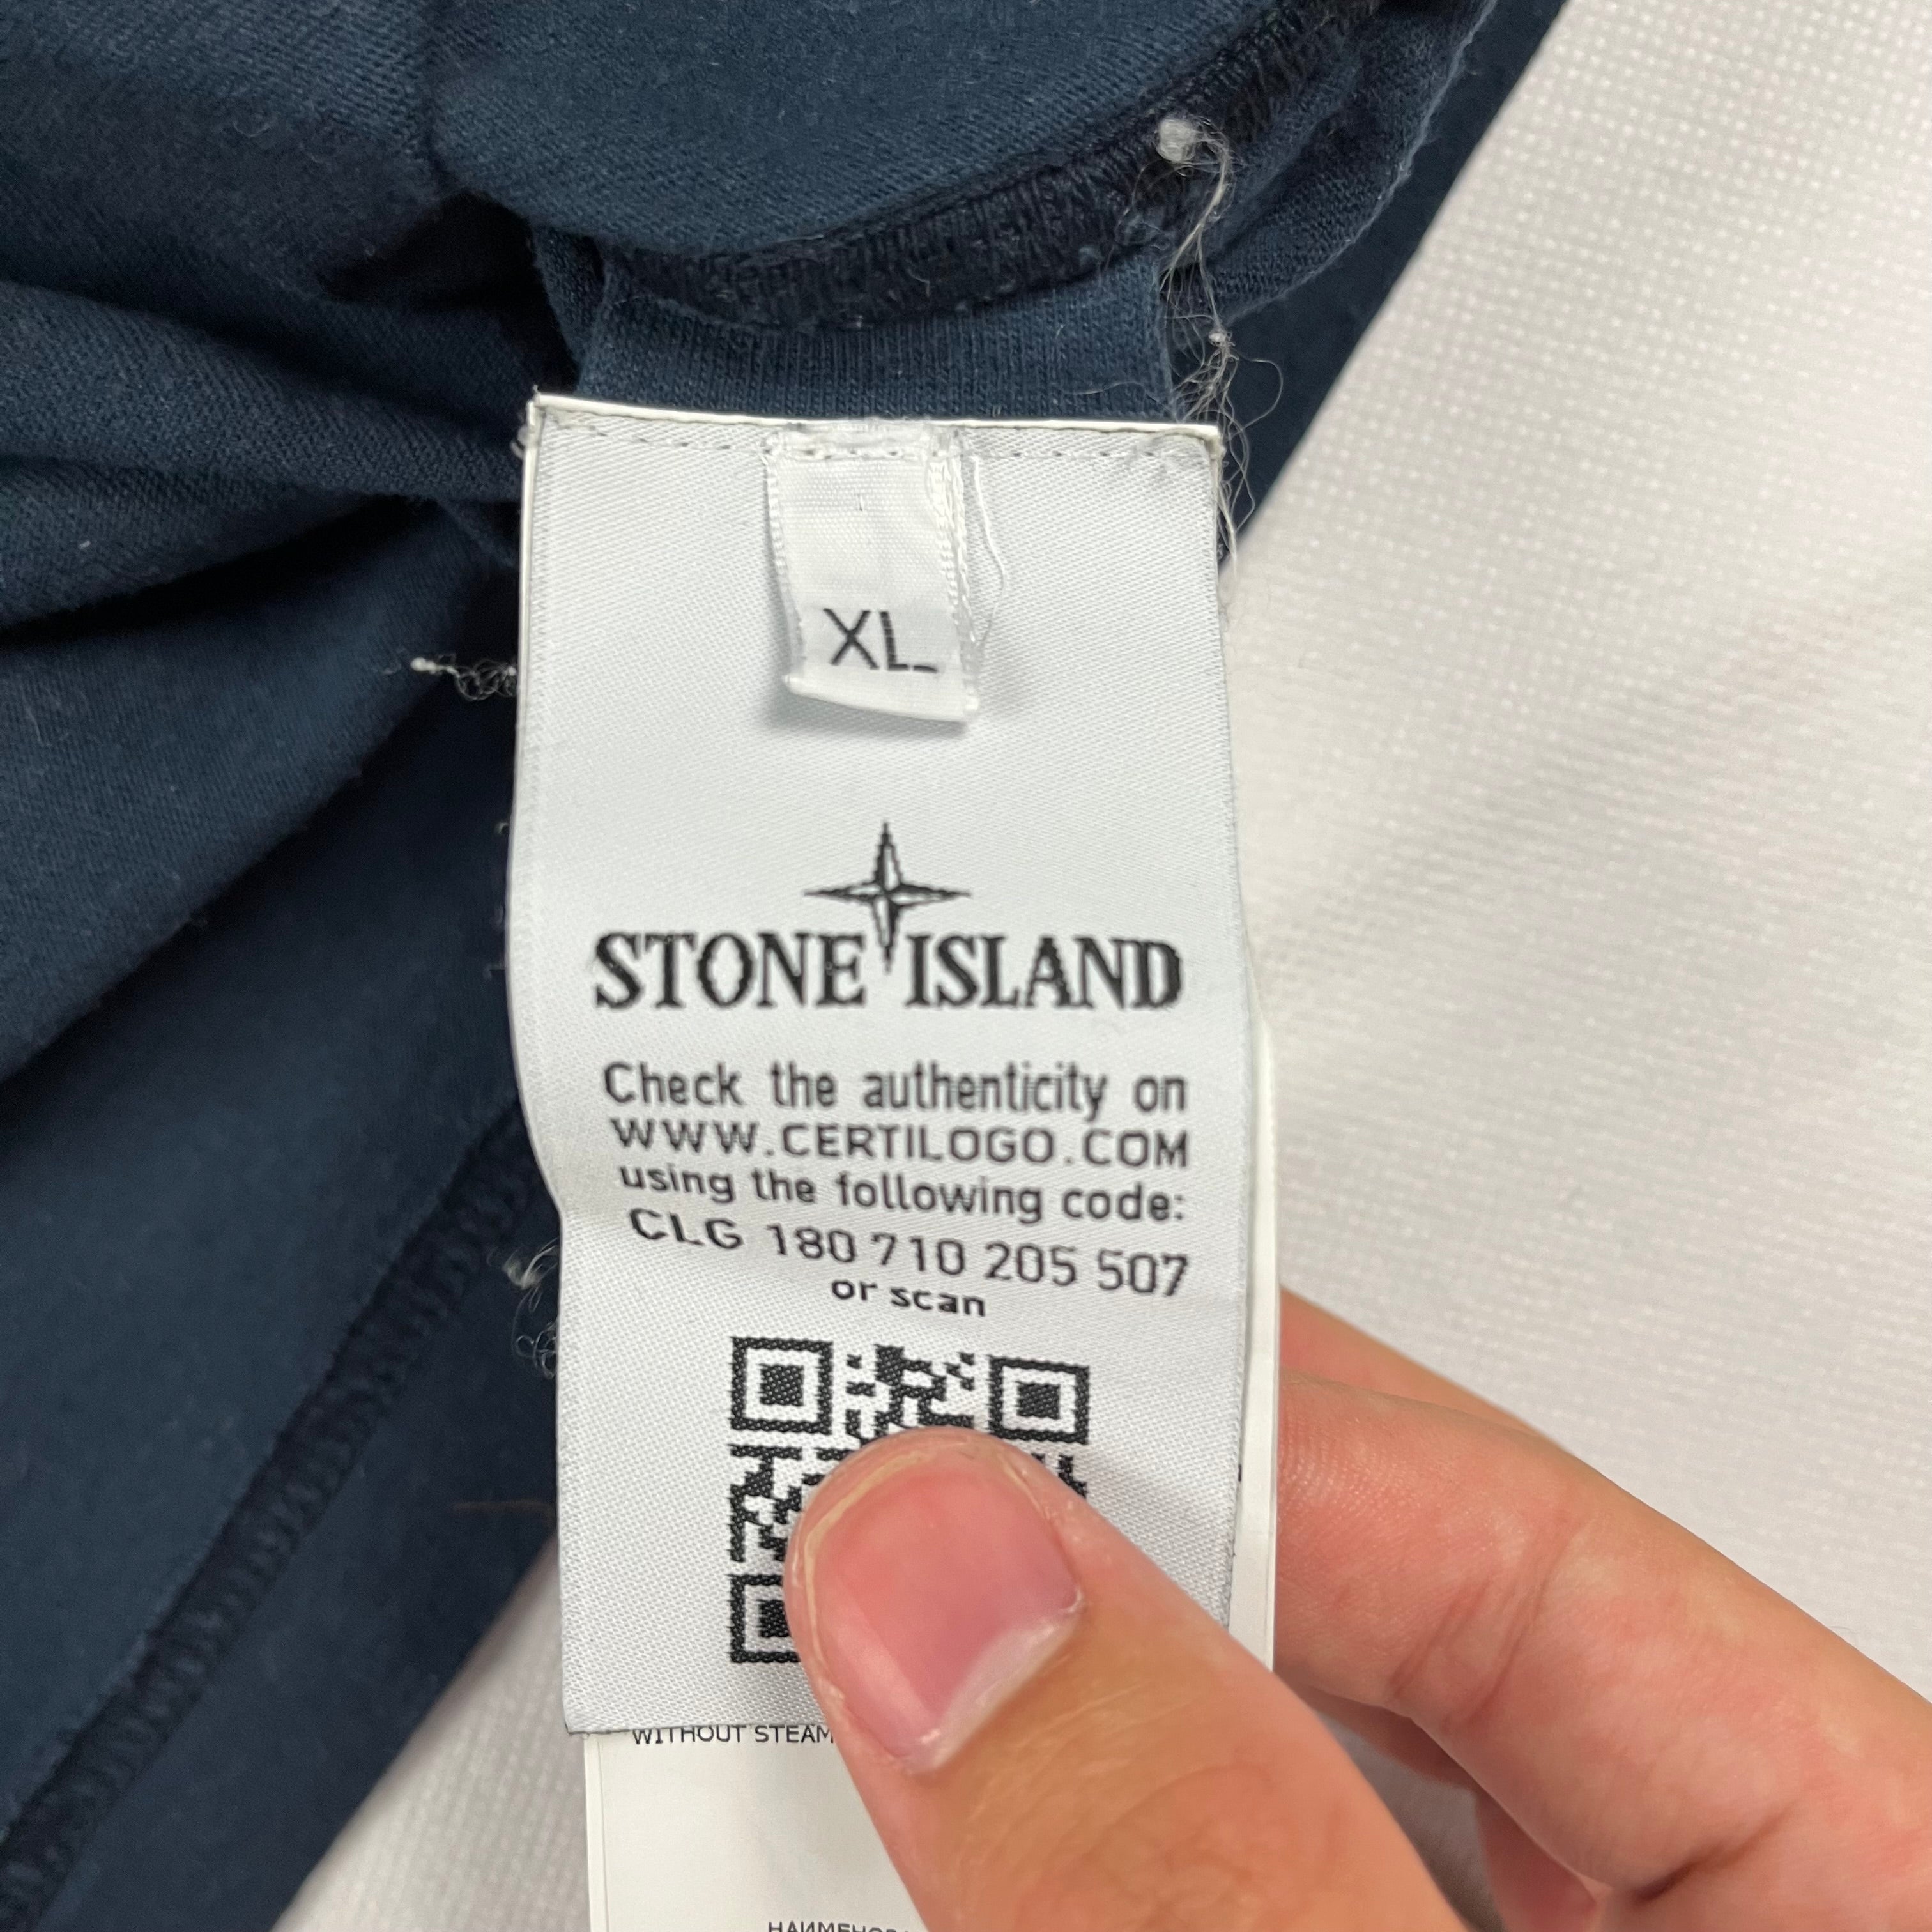 XL
STONE ISLAND
Check the authenticity on
WWW.CERTILOGO.COM
using the following code:
CLG 180 710 205 507
or scan
WITHOUT STEAM